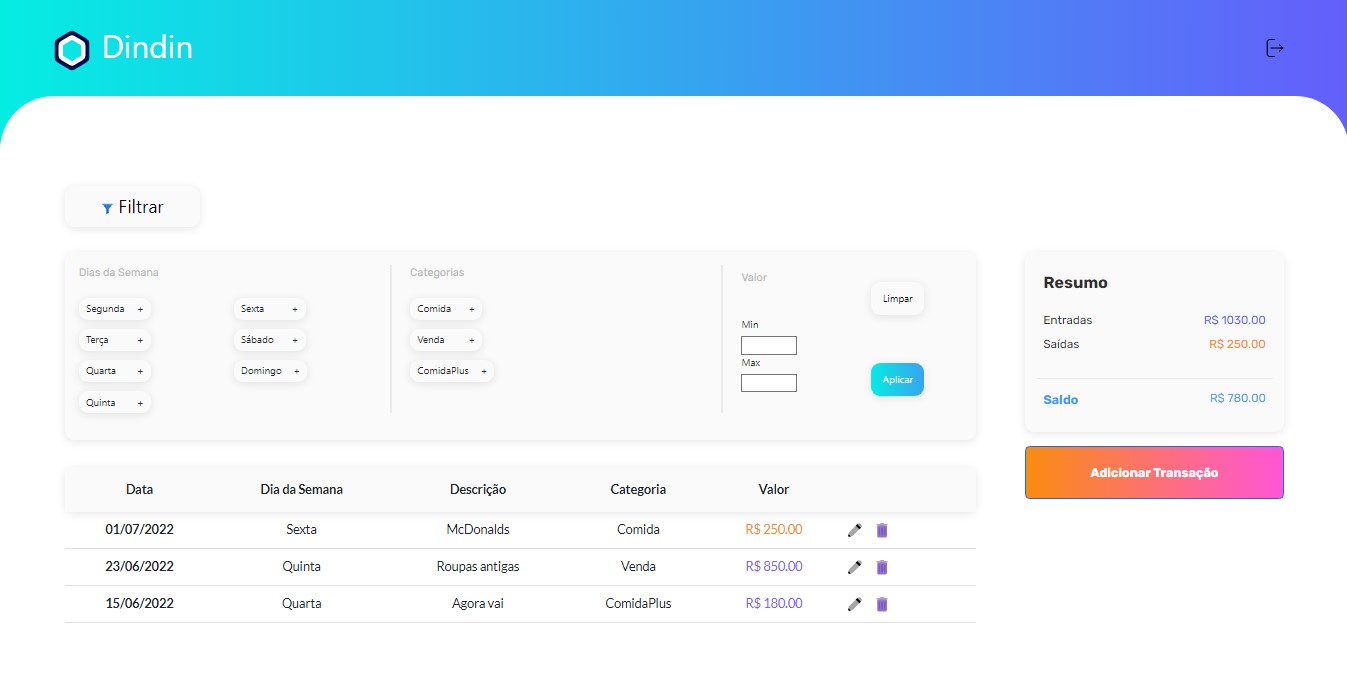 Dindin
Filtrar
Dias da Semana
Segunda +
Sexta +
Terça +
Sábado +
Quarta +
Domingo +
Quinta +
Categorias
Comida +
Venda +
ComidaPlus +
Valor
Min
Max
Limpar
Aplicar
Resumo
Entradas R$ 1030.00
Saídas R$ 250.00
Saldo R$ 780.00
Adicionar Transação
Data Dia da Semana Descrição Categoria Valor
01/07/2022 Sexta McDonalds Comida R$ 250.00
23/06/2022 Quinta Roupas antigas Venda R$ 850.00
15/06/2022 Quarta Agora vai ComidaPlus R$ 180.00